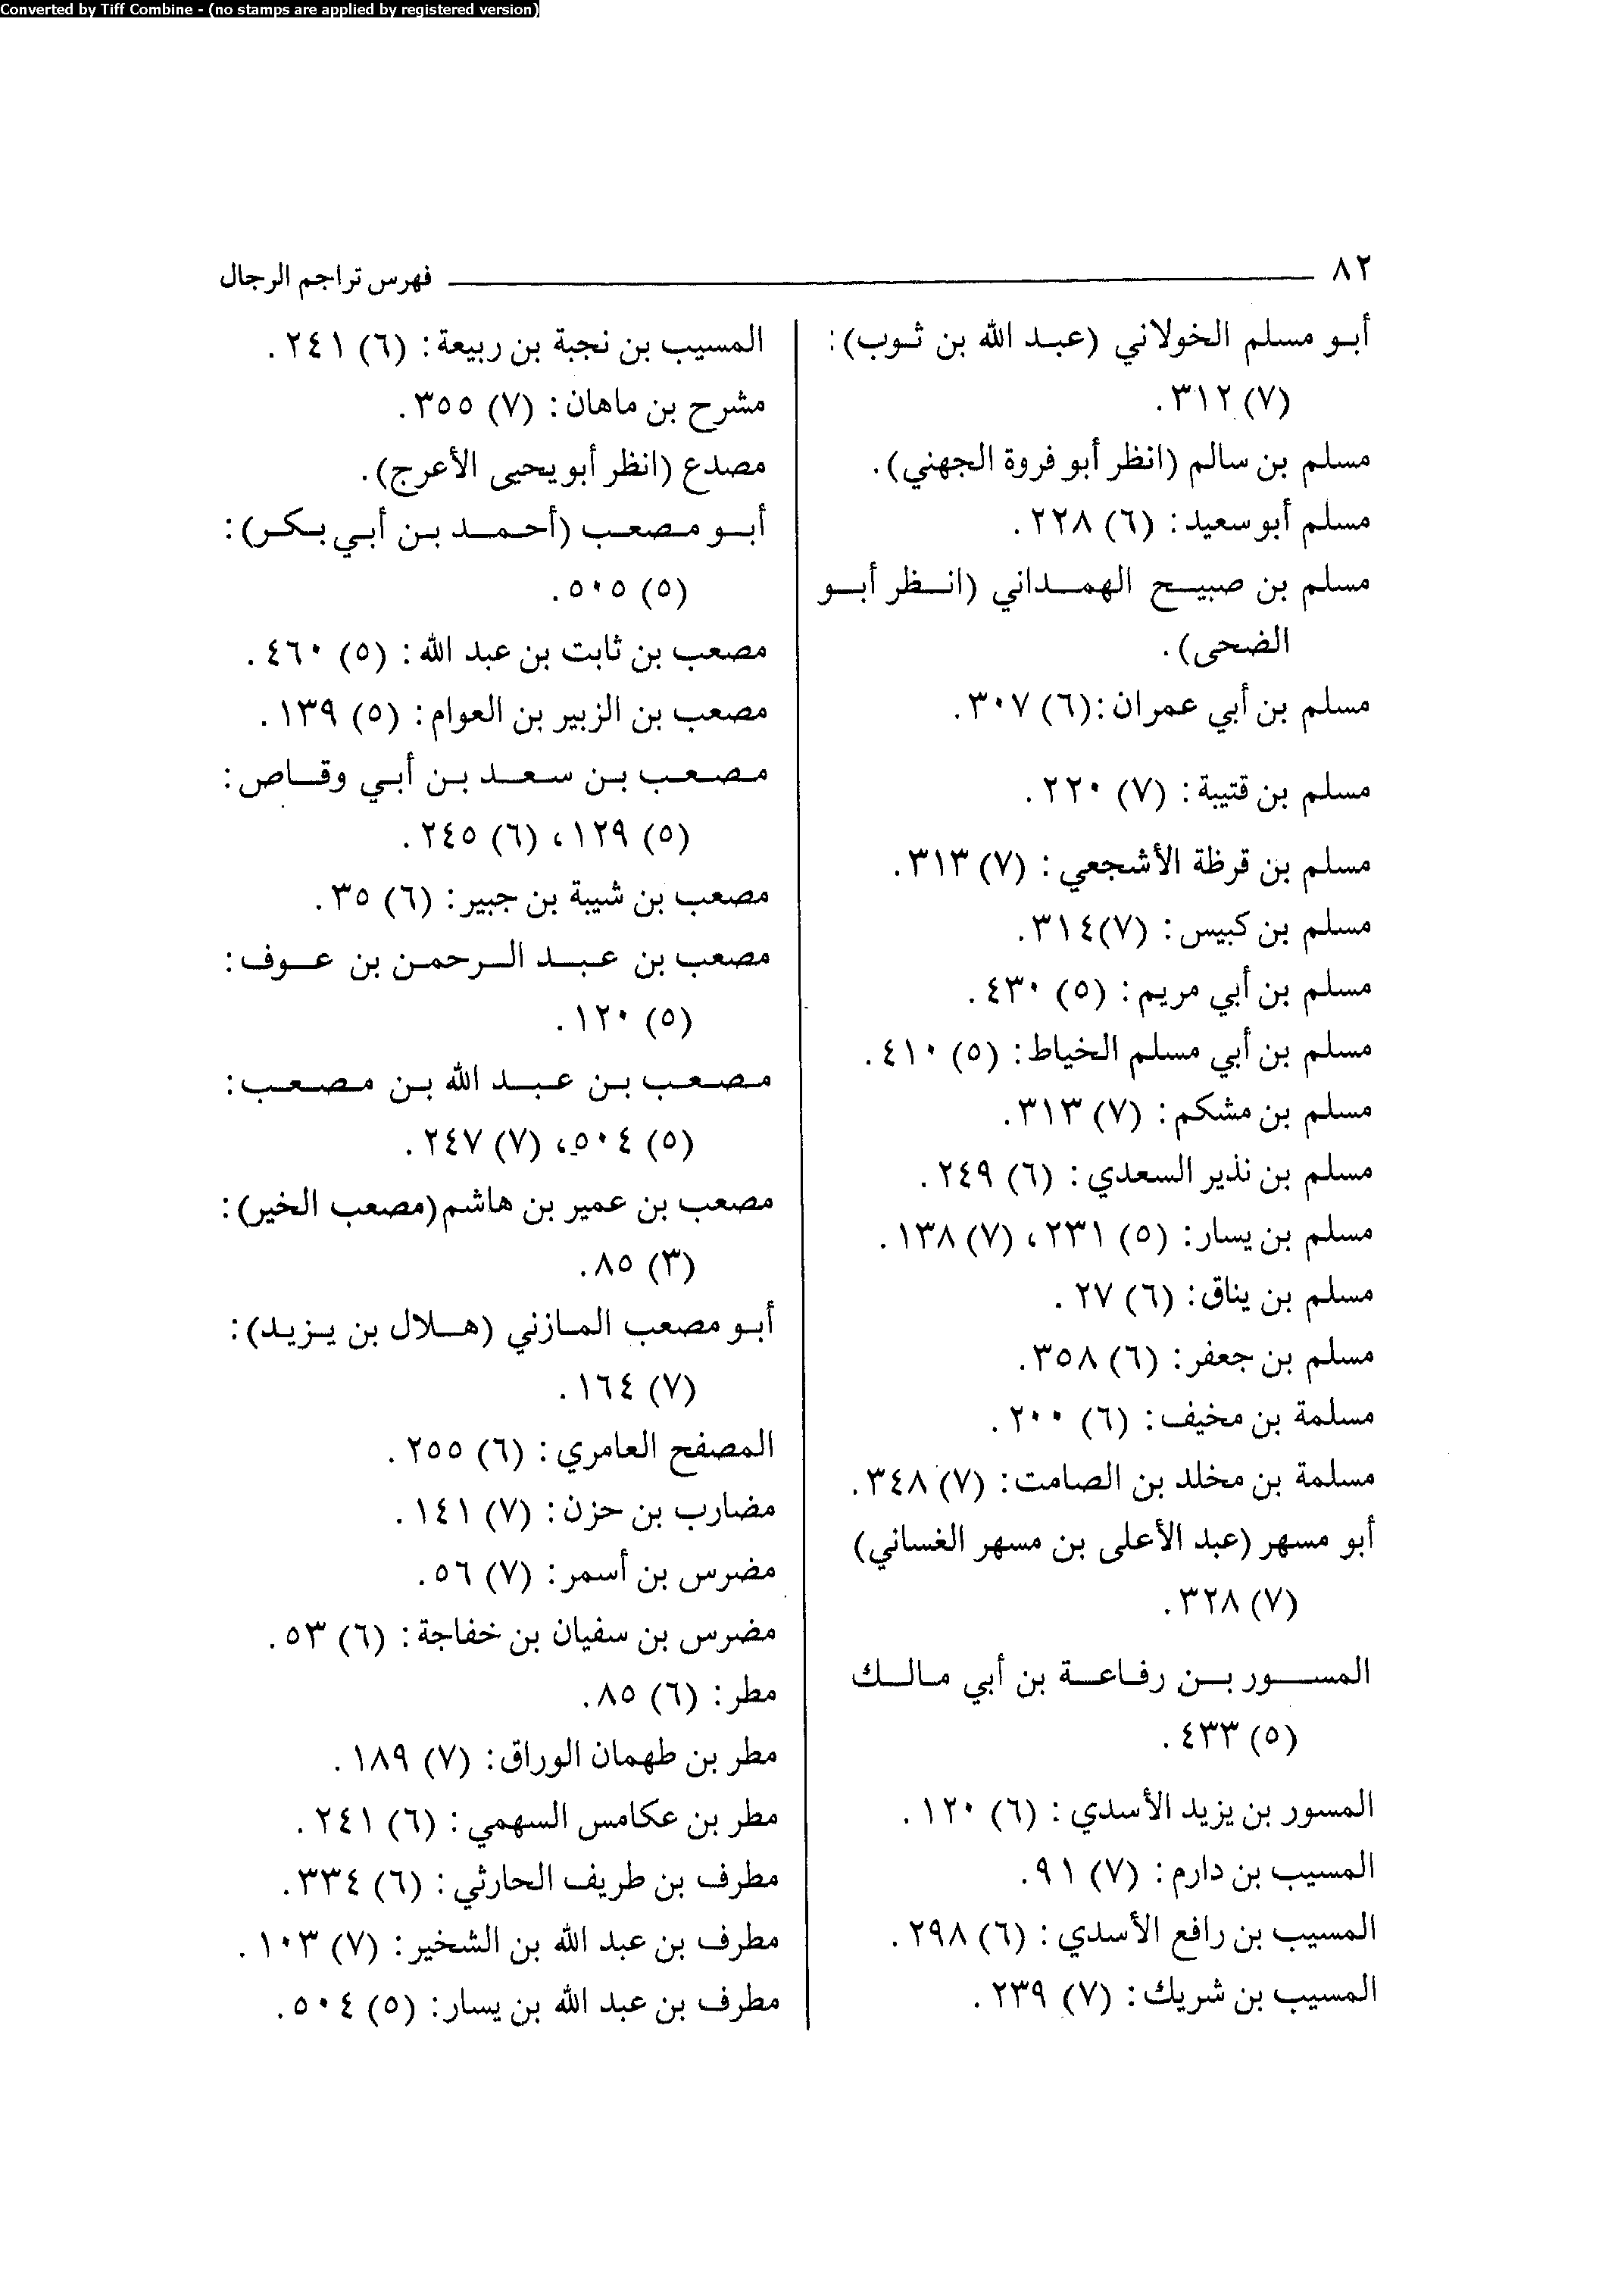 Converted by Tiff Combine - (no stamps are applied by registered version)
٨٢ فهرس تراجم الرجال
أبو مسلم الخولاني (عبد الله بن ثوب):
(٧) ٣١٢.
مسلم بن سالم (انظر أبو فروة الجهني).
مسلم أبو سعيد: (٦) ٢٢٨.
مسلم بن صبيح الهمداني (انظر أبو
الضحى).
مسلم بن أبي عمران: (٦) ٣٠٧.
مسلم بن قتيبة: (٧) ٢٢٠.
مسلم بن قرظة الأشجعي: (٧) ٣١٣.
مسلم بن كبيس: (٧) ٣١٤.
مسلم بن أبي مريم: (٥) ٤٣٠.
مسلم بن أبي مسلم الخياط: (٥) ٤١٠.
مسلم بن مشكم: (٧) ٣١٣.
مسلم بن نذير السعدي: (٦) ٢٤٩.
مسلم بن يسار: (٥) ٢٣١، (٧) ١٣٨.
مسلم بن يناق: (٦) ٢٧.
مسلم بن جعفر: (٦) ٣٥٨.
مسلمة بن مخيف: (٦) ٢٠٠.
مسلمة بن مخلد بن الصامت: (٧) ٣٤٨.
أبو مسهر (عبد الأعلى بن مسهر الغساني)
(٧) ٣٢٨.
المسور بن رفاعة بن أبي مالك
(٥) ٤٣٣.
المسور بن يزيد الأسدي: (٦) ١٢٠.
المسيب بن دارم: (٧) ٩١.
المسيب بن رافع الأسدي: (٦) ٢٩٨.
المسيب بن شريك: (٧) ٢٣٩.
المسيب بن نجبة بن ربيعة: (٦) ٢٤١.
مشرح بن ماهان: (٧) ٣٥٥.
مصدع (انظر أبو يحيى الأعرج).
أبو مصعب (أحمد بن أبي بكر):
(٥) ٥٠٥.
مصعب بن ثابت بن عبد الله: (٥) ٤٦٠.
مصعب بن الزبير بن العوام: (٥) ١٣٩.
مصعب بن سعد بن أبي وقاص:
(٥) ١٢٩، (٦) ٢٤٥.
مصعب بن شيبة بن جبير: (٦) ٣٥.
مصعب بن عبد الرحمن بن عوف:
(٥) ١٢٠.
مصعب بن عبد الله بن مصعب:
(٥) ٥٠٤، (٧) ٢٤٧.
مصعب بن عمير بن هاشم (مصعب الخير):
(٣) ٨٥.
أبو مصعب المازني (هلال بن يزيد):
(٧) ١٦٤.
المصفح العامري: (٦) ٢٥٥.
مضارب بن حزن: (٧) ١٤١.
مضرس بن أسمر: (٧) ٥٦.
مضرس بن سفيان بن خفاجة: (٦) ٥٣.
مطر: (٦) ٨٥.
مطر بن طهمان الوراق: (٧) ١٨٩.
مطر بن عكامس السهمي: (٦) ٢٤١.
مطرف بن طريف الحارثي: (٦) ٣٣٤.
مطرف بن عبد الله بن الشخير: (٧) ١٠٣.
مطرف بن عبد الله بن يسار: (٥) ٥٠٤.